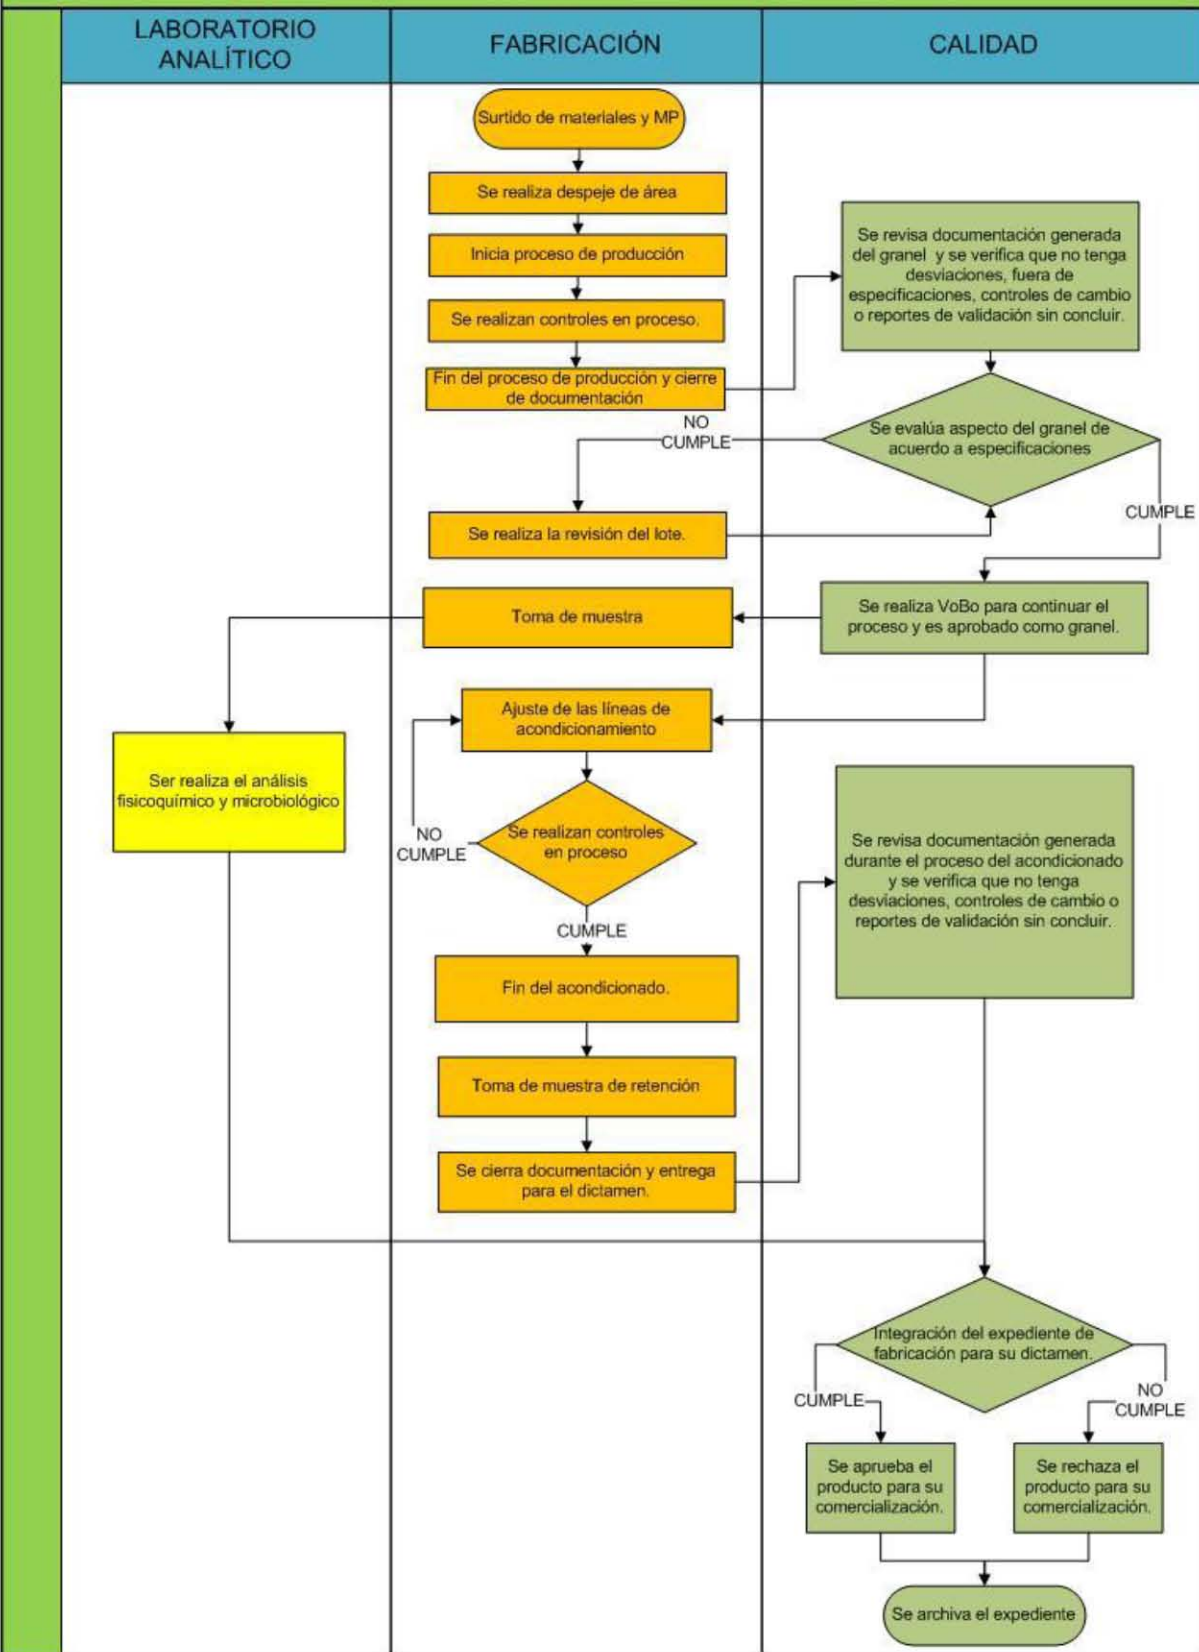 LABORATORIO
ANALÍTICO
FABRICACIÓN
CALIDAD
Surtido de materiales y MP
Se realiza despeje de área
Inicia proceso de producción
Se realizan controles en proceso.
Fin del proceso de producción y cierre
de documentación
Se revisa documentación generada
del granel y se verifica que no tenga
desviaciones, fuera de
especificaciones, controles de cambio
o reportes de validación sin concluir.
Se evalúa aspecto del granel de
acuerdo a especificaciones
NO
CUMPLE
CUMPLE
Se realiza la revisión del lote.
Se realiza VoBo para continuar el
proceso y es aprobado como granel.
Toma de muestra
Ser realiza el análisis
fisicoquímico y microbiológico
Ajuste de las líneas de
acondicionamiento
Se realizan controles
en proceso
NO
CUMPLE
CUMPLE
Fin del acondicionado.
Toma de muestra de retención
Se cierra documentación y entrega
para el dictamen.
Se revisa documentación generada
durante el proceso del acondicionado
y se verifica que no tenga
desviaciones, controles de cambio o
reportes de validación sin concluir.
Integración del expediente de
fabricación para su dictamen.
CUMPLE
NO
CUMPLE
Se aprueba el
producto para su
comercialización.
Se rechaza el
producto para su
comercialización.
Se archiva el expediente